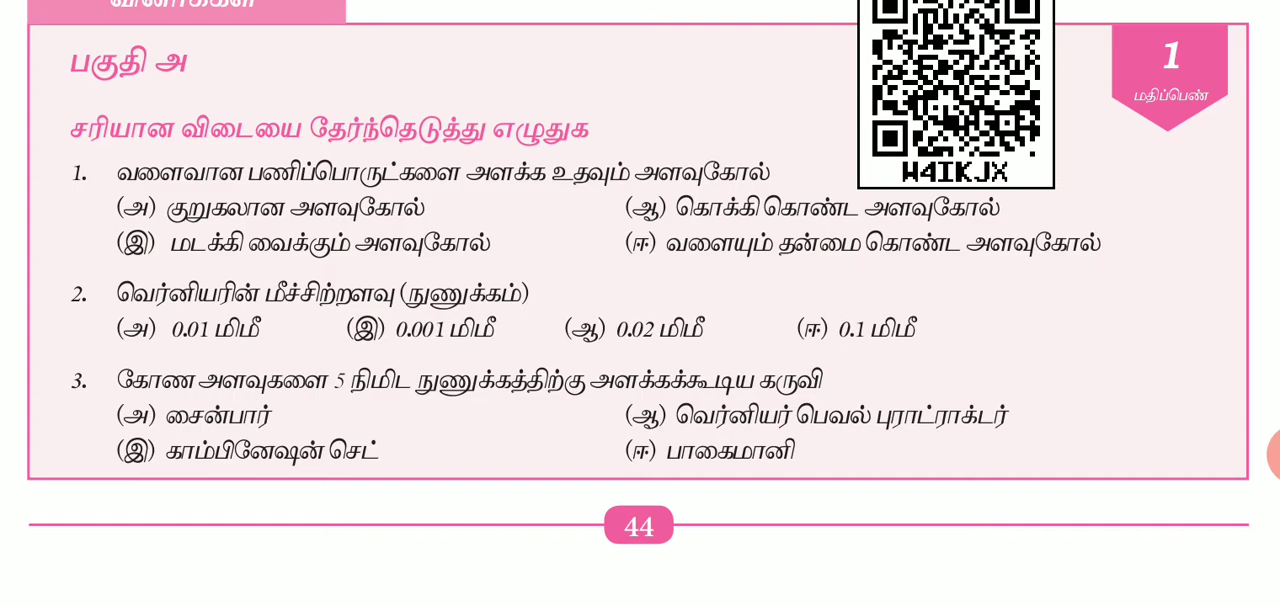 வினாக்கள்
பகுதி அ
1
மதிப்பெண்
சரியான விடையை தேர்ந்தெடுத்து எழுதுக
W4IKJX
1. வளைவான பணிப்பொருட்களை அளக்க உதவும் அளவுகோல்
(அ) குறுகலான அளவுகோல் (ஆ) கொக்கி கொண்ட அளவுகோல்
(இ) மடக்கி வைக்கும் அளவுகோல் (ஈ) வளையும் தன்மை கொண்ட அளவுகோல்
2. வெர்னியரின் மீச்சிற்றளவு (நுணுக்கம்)
(அ) 0.01 மிமீ (இ) 0.001 மிமீ (ஆ) 0.02 மிமீ (ஈ) 0.1 மிமீ
3. கோண அளவுகளை 5 நிமிட நுணுக்கத்திற்கு அளக்கக்கூடிய கருவி
(அ) சைன்பார் (ஆ) வெர்னியர் பெவல் புராட்ராக்டர்
(இ) காம்பினேஷன் செட் (ஈ) பாகைமானி
44